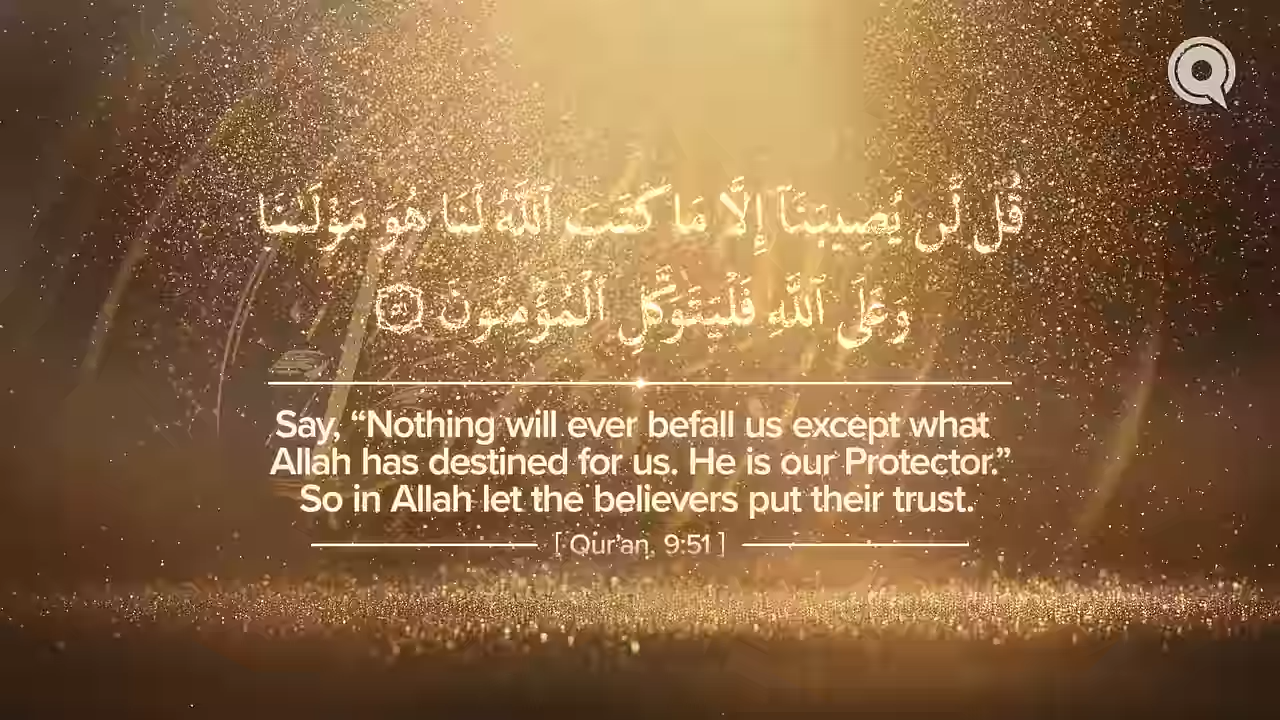 قُل لَّن يُصِيبَنَآ إِلَّا مَا كَتَبَ ٱللَّهُ لَنَا هُوَ مَوْلَىٰنَا
وَعَلَى ٱللَّهِ فَلْيَتَوَكَّلِ ٱلْمُؤْمِنُونَ ۝٥١
Say, “Nothing will ever befall us except what
Allah has destined for us. He is our Protector.”
So in Allah let the believers put their trust.
[ Qur’an, 9:51 ]